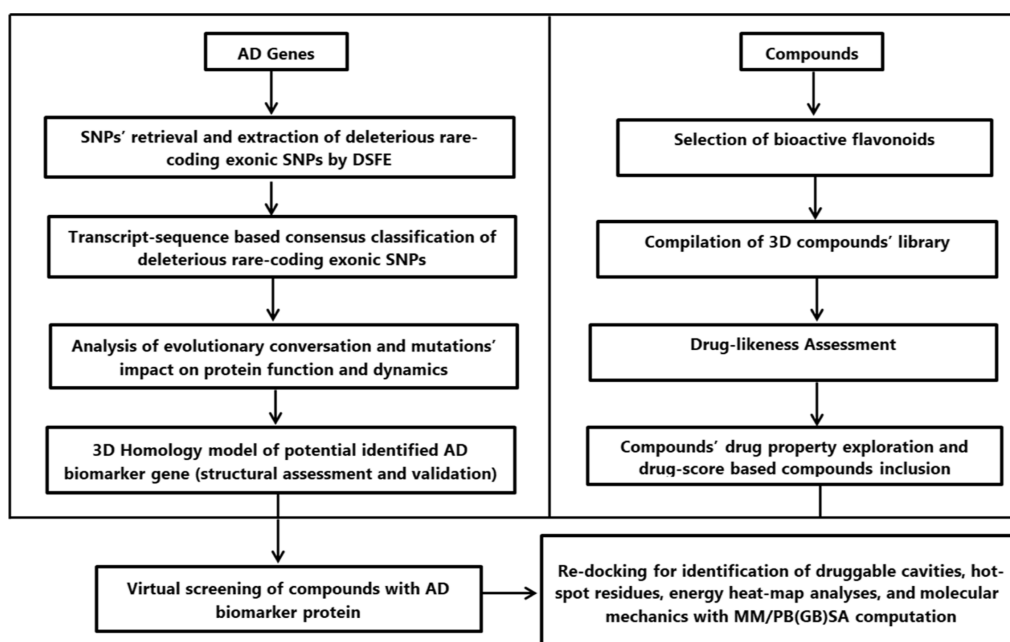 AD Genes
SNPs' retrieval and extraction of deleterious rare-
coding exonic SNPs by DSFE
Transcript-sequence based consensus classification of
deleterious rare-coding exonic SNPs
Analysis of evolutionary conversation and mutations'
impact on protein function and dynamics
3D Homology model of potential identified AD
biomarker gene (structural assessment and validation)
Compounds
Selection of bioactive flavonoids
Compilation of 3D compounds' library
Drug-likeness Assessment
Compounds' drug property exploration and
drug-score based compounds inclusion
Virtual screening of compounds with AD
biomarker protein
Re-docking for identification of druggable cavities, hot-
spot residues, energy heat-map analyses, and molecular
mechanics with MM/PB(GB)SA computation